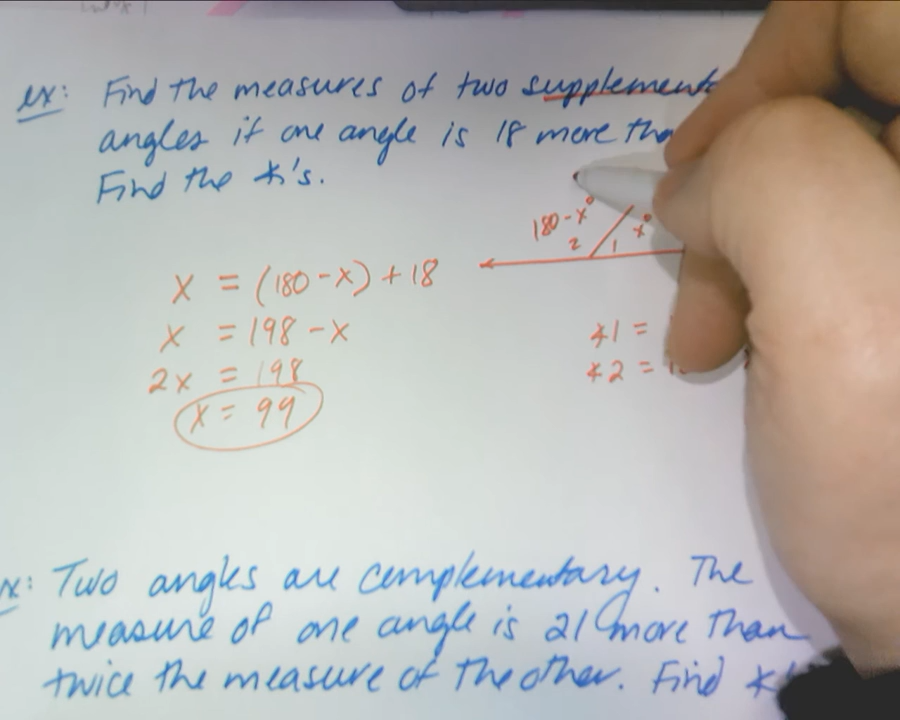 ex: Find the measures of two supplement
angles if one angle is 18 more tha
Find the ∡'s.
180-x°
x°
2
1
x = (180-x) + 18
x = 198 - x
2x = 198
x = 99
∡1 =
∡2 =
x: Two angles are complementary. The
measure of one angle is 21 more than
twice the measure of the other. Find ∡'